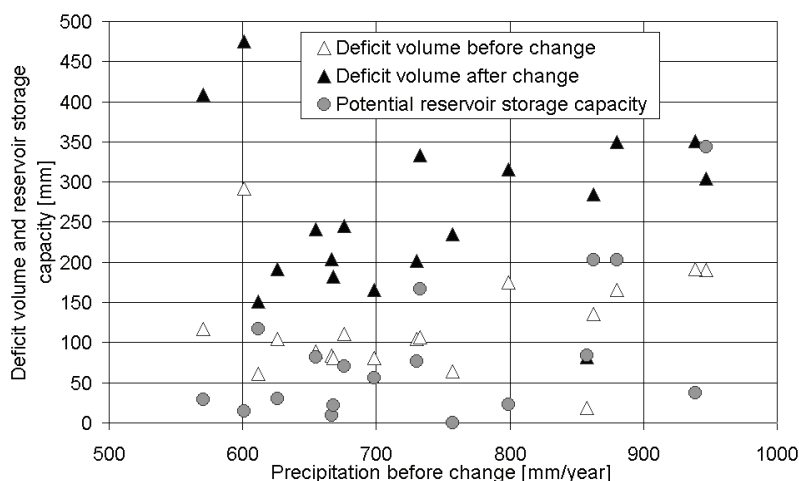 500
450
400
350
300
250
200
150
100
50
0
Deficit volume and reservoir storage
capacity [mm]
Deficit volume before change
Deficit volume after change
Potential reservoir storage capacity
500 600 700 800 900 1000
Precipitation before change [mm/year]